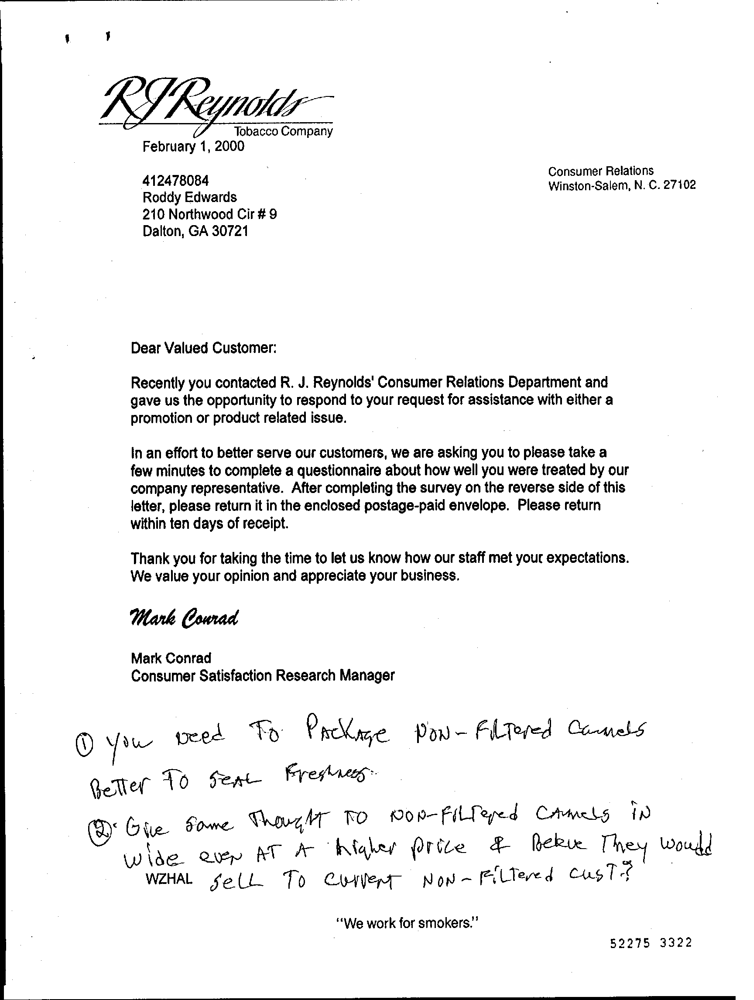 RJReynolds
Tobacco Company
February 1, 2000
Consumer Relations
Winston-Salem, N. C. 27102
412478084
Roddy Edwards
210 Northwood Cir # 9
Dalton, GA 30721
Dear Valued Customer:
Recently you contacted R. J. Reynolds' Consumer Relations Department and
gave us the opportunity to respond to your request for assistance with either a
promotion or product related issue.
In an effort to better serve our customers, we are asking you to please take a
few minutes to complete a questionnaire about how well you were treated by our
company representative. After completing the survey on the reverse side of this
letter, please return it in the enclosed postage-paid envelope. Please return
within ten days of receipt.
Thank you for taking the time to let us know how our staff met your expectations.
We value your opinion and appreciate your business.
Mark Conrad
Mark Conrad
Consumer Satisfaction Research Manager
① You Need To Package Non-Filtered Camels
Better To Seal Freshness.
② Give Some Thought To Non-Filtered Camels in
Wide even AT A higher price & Beleve They would
WZHAL Sell To Current Non-Filtered Cust?
"We work for smokers."
52275 3322